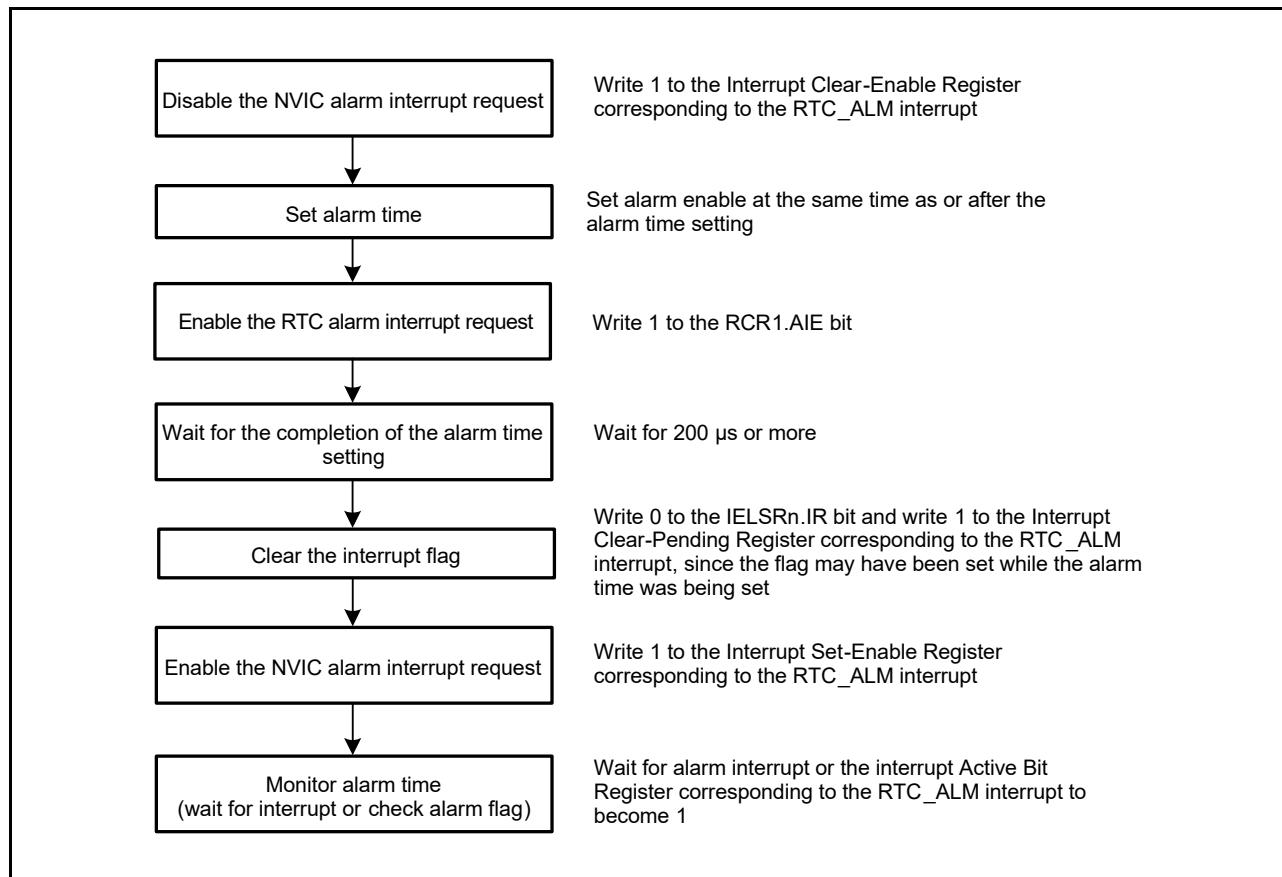 Disable the NVIC alarm interrupt request
Write 1 to the Interrupt Clear-Enable Register
corresponding to the RTC_ALM interrupt
Set alarm time
Set alarm enable at the same time as or after the
alarm time setting
Enable the RTC alarm interrupt request
Write 1 to the RCR1.AIE bit
Wait for the completion of the alarm time
setting
Wait for 200 µs or more
Clear the interrupt flag
Write 0 to the IELSRn.IR bit and write 1 to the Interrupt
Clear-Pending Register corresponding to the RTC_ALM
interrupt, since the flag may have been set while the alarm
time was being set
Enable the NVIC alarm interrupt request
Write 1 to the Interrupt Set-Enable Register
corresponding to the RTC_ALM interrupt
Monitor alarm time
(wait for interrupt or check alarm flag)
Wait for alarm interrupt or the interrupt Active Bit
Register corresponding to the RTC_ALM interrupt to
become 1